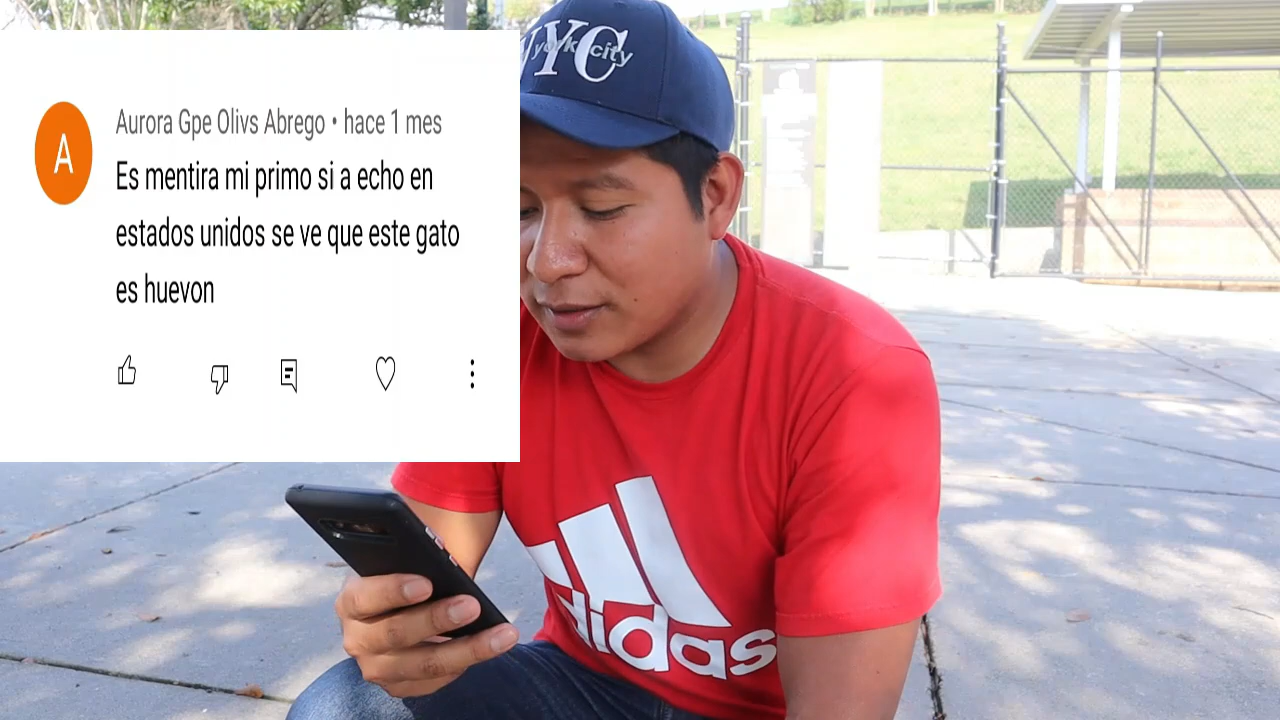 Aurora Gpe Olivs Abrego • hace 1 mes
A
Es mentira mi primo si a echo en
estados unidos se ve que este gato
es huevon
NYC
york city
adidas